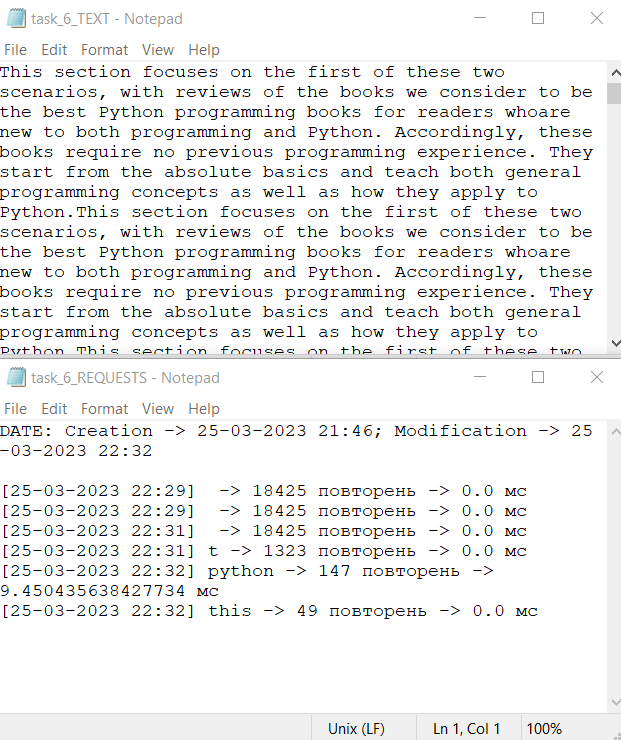 task_6_TEXT - Notepad
File Edit Format View Help
This section focuses on the first of these two
scenarios, with reviews of the books we consider to be
the best Python programming books for readers whoare
new to both programming and Python. Accordingly, these
books require no previous programming experience. They
start from the absolute basics and teach both general
programming concepts as well as how they apply to
Python.This section focuses on the first of these two
scenarios, with reviews of the books we consider to be
the best Python programming books for readers whoare
new to both programming and Python. Accordingly, these
books require no previous programming experience. They
start from the absolute basics and teach both general
programming concepts as well as how they apply to
Python.This section focuses on the first of these two
task_6_REQUESTS - Notepad
File Edit Format View Help
DATE: Creation -> 25-03-2023 21:46; Modification -> 25
-03-2023 22:32
[25-03-2023 22:29]  -> 18425 повторень -> 0.0 мс
[25-03-2023 22:29]  -> 18425 повторень -> 0.0 мс
[25-03-2023 22:31]  -> 18425 повторень -> 0.0 мс
[25-03-2023 22:31] t -> 1323 повторень -> 0.0 мс
[25-03-2023 22:32] python -> 147 повторень ->
9.450435638427734 мс
[25-03-2023 22:32] this -> 49 повторень -> 0.0 мс
Unix (LF) Ln 1, Col 1 100%